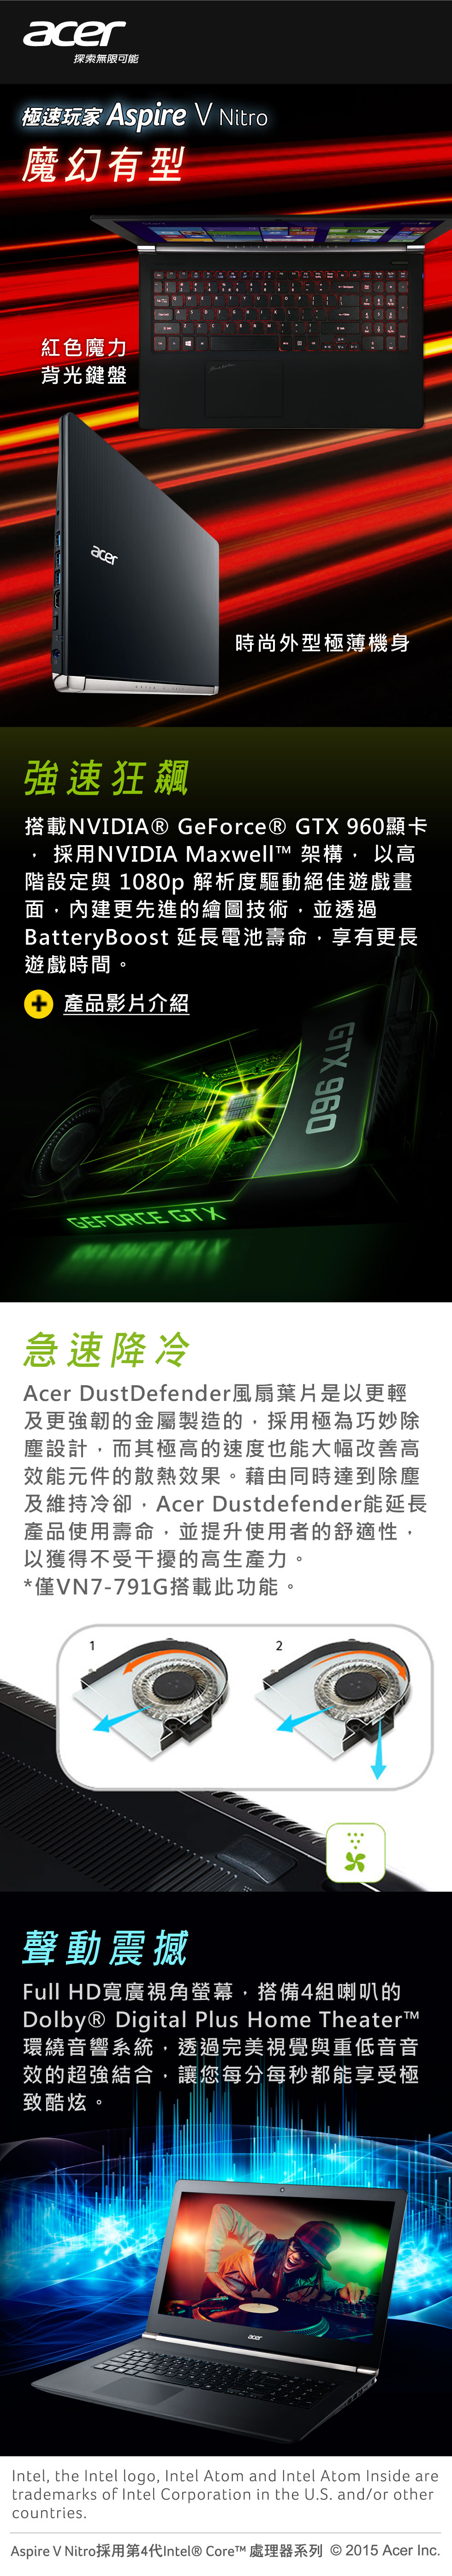 acer
探索無限可能
極速玩家 Aspire V Nitro
魔幻有型
紅色魔力
背光鍵盤
acer
時尚外型極薄機身
強速狂飆
搭載NVIDIA® GeForce® GTX 960顯卡
， 採用NVIDIA Maxwell™ 架構， 以高
階設定與 1080p 解析度驅動絕佳遊戲畫
面，內建更先進的繪圖技術，並透過
BatteryBoost 延長電池壽命，享有更長
遊戲時間。
產品影片介紹
GTX 960
GEFORCE GTX
急速降冷
Acer DustDefender風扇葉片是以更輕
及更強韌的金屬製造的，採用極為巧妙除
塵設計，而其極高的速度也能大幅改善高
效能元件的散熱效果。藉由同時達到除塵
及維持冷卻，Acer Dustdefender能延長
產品使用壽命，並提升使用者的舒適性，
以獲得不受干擾的高生產力。
*僅VN7-791G搭載此功能。
1
2
聲動震撼
Full HD寬廣視角螢幕，搭備4組喇叭的
Dolby® Digital Plus Home Theater™
環繞音響系統，透過完美視覺與重低音音
效的超強結合，讓您每分每秒都能享受極
致酷炫。
acer
Intel, the Intel logo, Intel Atom and Intel Atom Inside are
trademarks of Intel Corporation in the U.S. and/or other
countries.
Aspire V Nitro採用第4代Intel® Core™ 處理器系列 © 2015 Acer Inc.